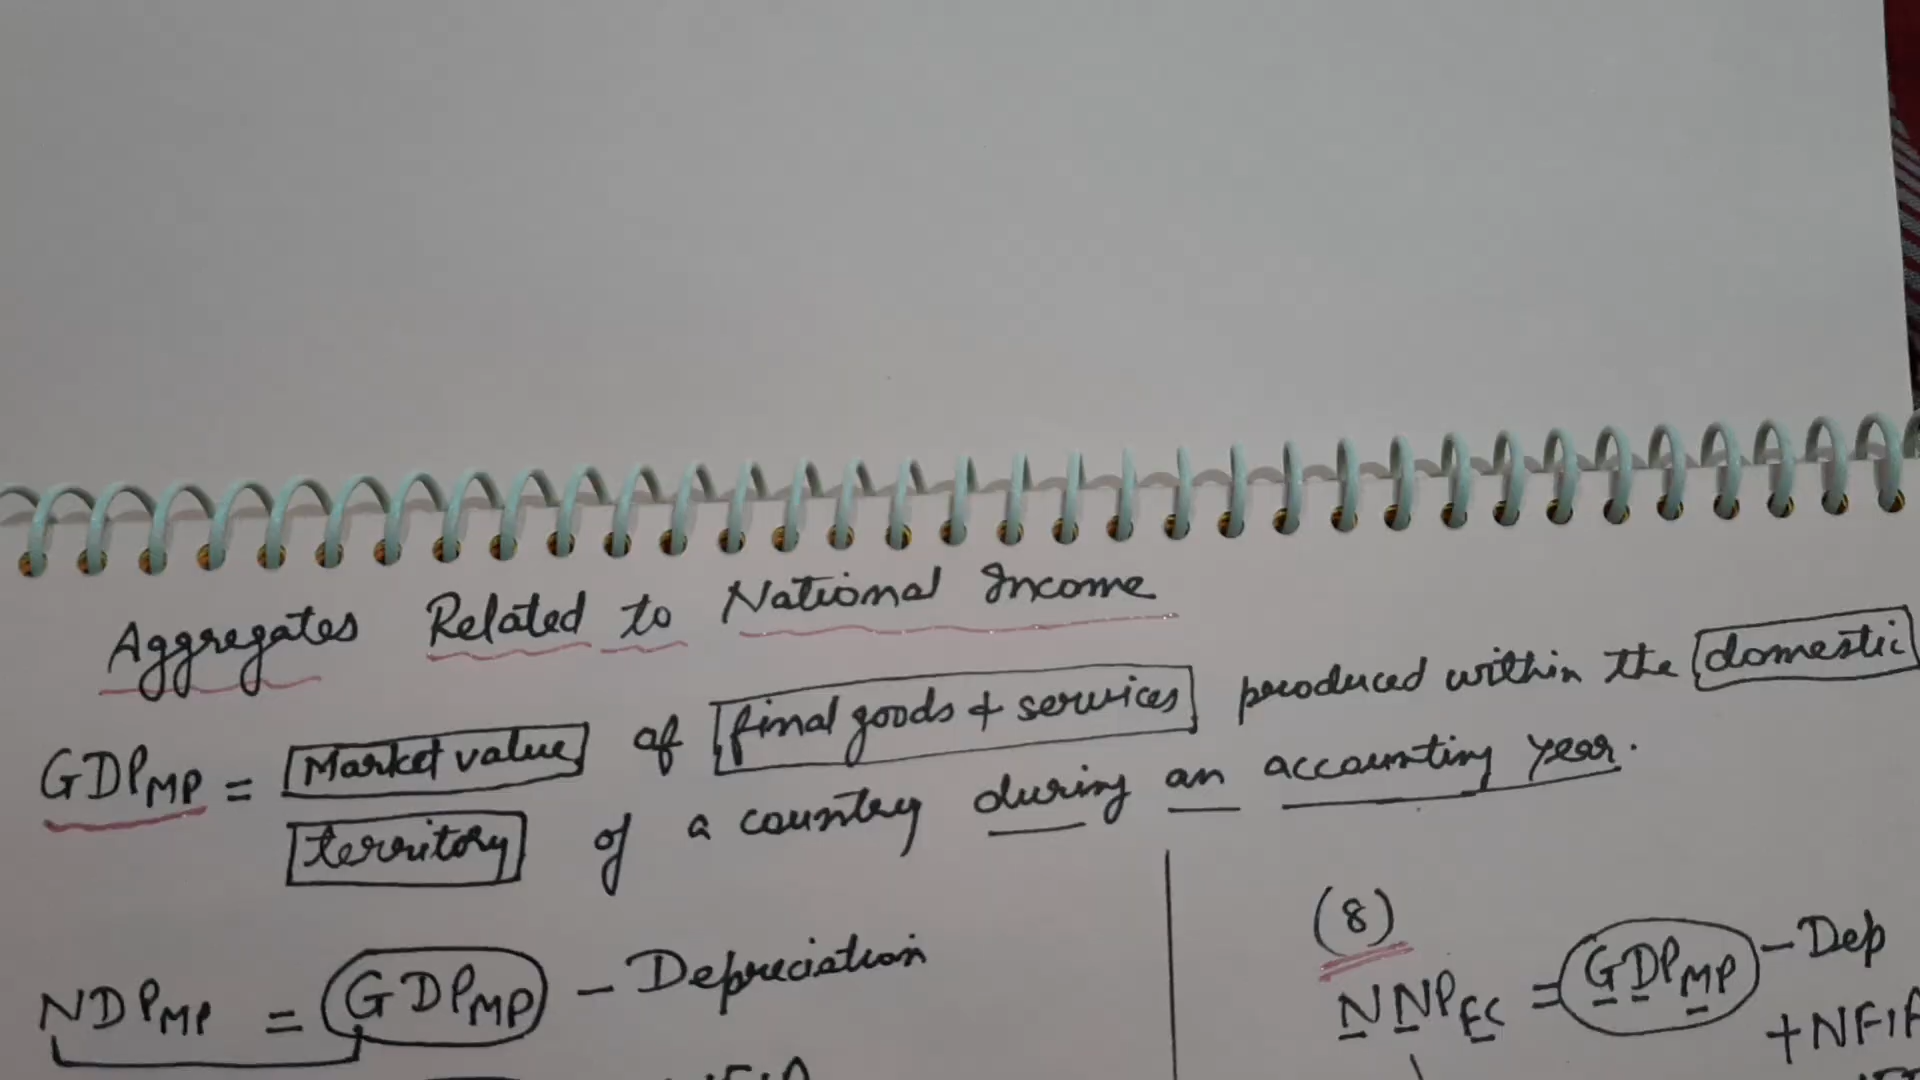 Aggregates Related to National Income
GDPMP = Market value of final goods + services produced within the domestic
territory of a country during an accounting year.
NDPMP = GDPMP - Depreciation
(8)
NNPFC = GDPMP - Dep
+NFIA